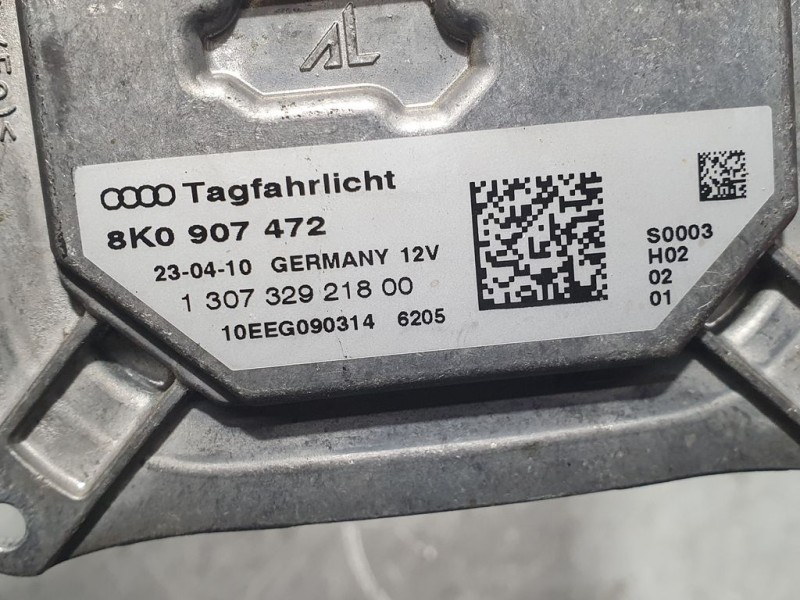 AL
Tagfahrlicht
8K0 907 472
23-04-10 GERMANY 12V
1 307 329 218 00
10EEG090314 6205
S0003
H02
02
01